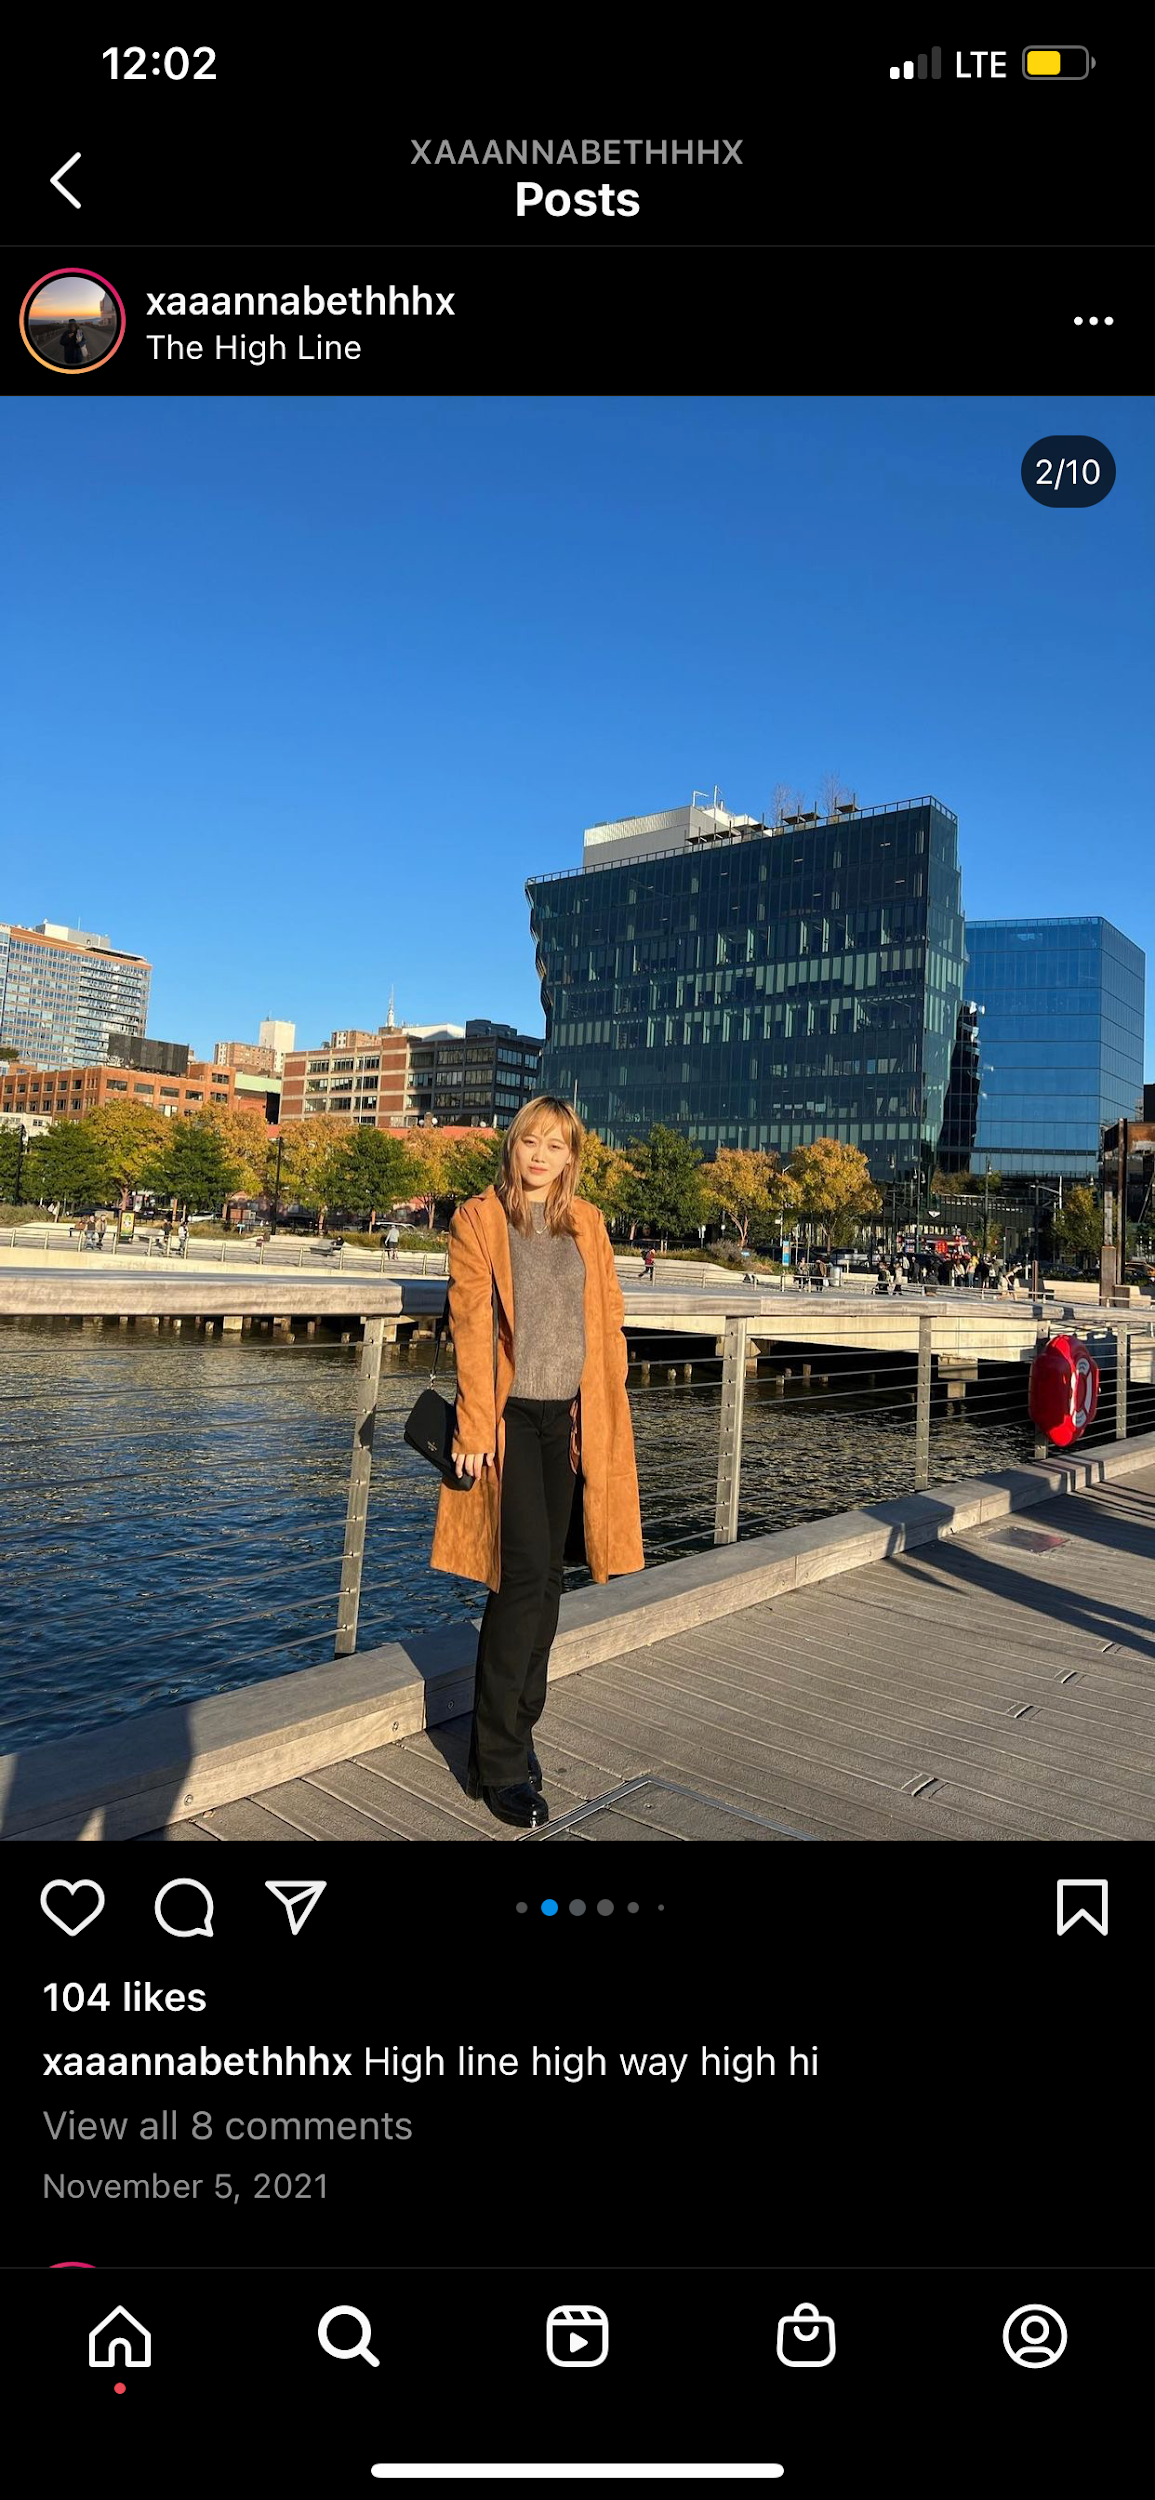 12:02
LTE
XAAANNABETHHHX
Posts
xaaannabethhhx
The High Line
2/10
104 likes
xaaannabethhhx High line high way high hi
View all 8 comments
November 5, 2021